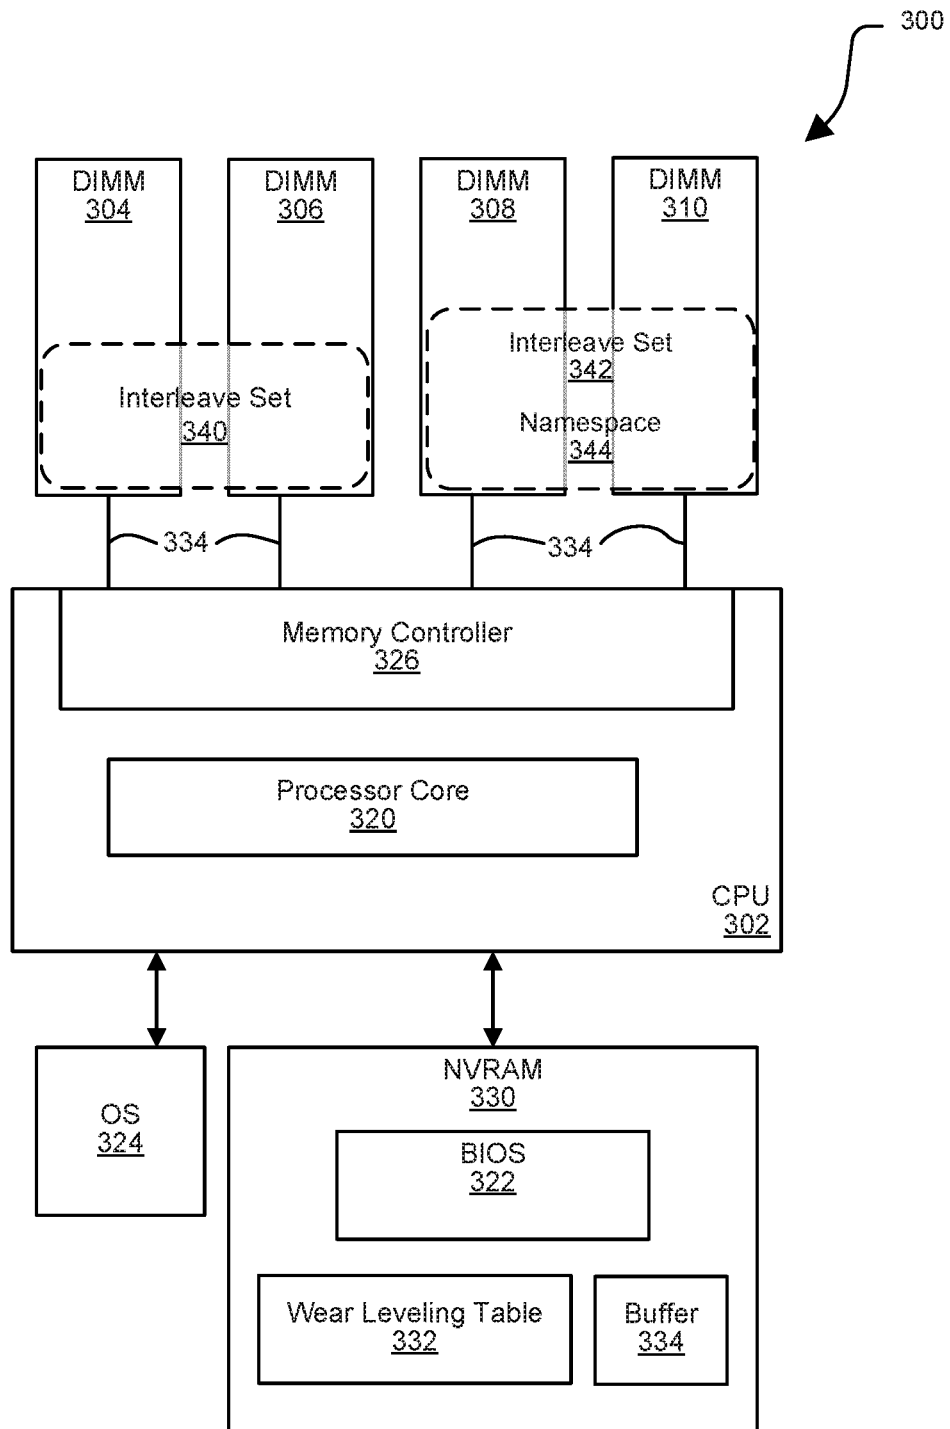 300
DIMM
304
DIMM
306
DIMM
308
DIMM
310
Interleave Set
340
Interleave Set
342
Namespace
344
334
334
Memory Controller
326
Processor Core
320
CPU
302
OS
324
NVRAM
330
BIOS
322
Wear Leveling Table
332
Buffer
334